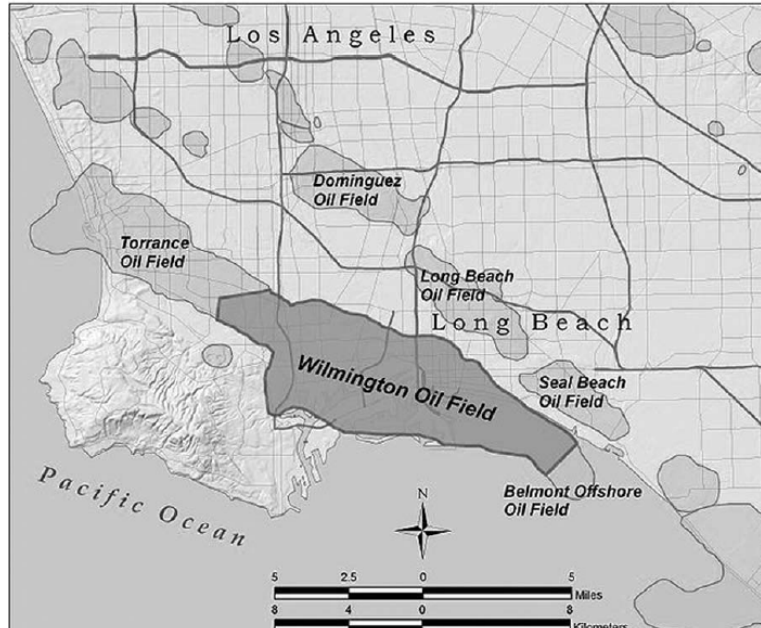 Los Angeles
Dominguez
Oil Field
Torrance
Oil Field
Long Beach
Oil Field
Long Beach
Wilmington Oil Field
Seal Beach
Oil Field
Pacific Ocean
Belmont Offshore
Oil Field
N
5 2.5 0 5
Miles
8 4 0 8
Kilometers